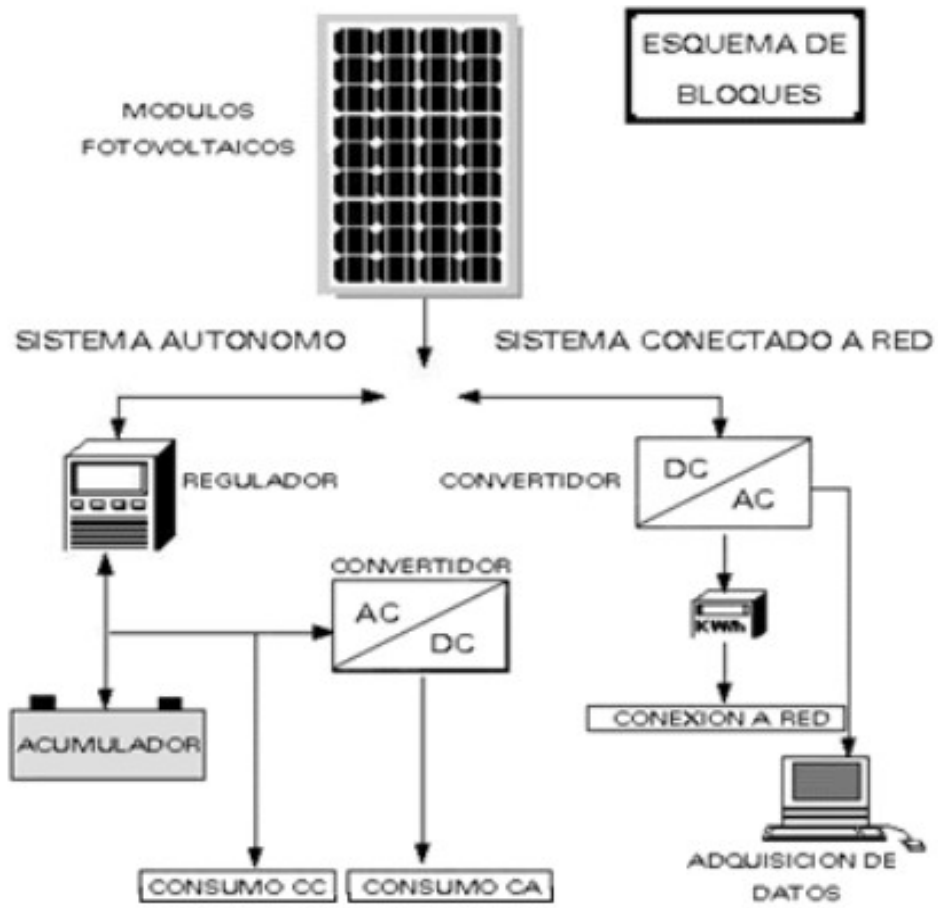 ESQUEMA DE
BLOQUES
MODULOS
FOTOVOLTAICOS
SISTEMA AUTONOMO
SISTEMA CONECTADO A RED
REGULADOR
CONVERTIDOR
DC
AC
CONVERTIDOR
AC
DC
KWh
ACUMULADOR
CONEXION A RED
CONSUMO CC
CONSUMO CA
ADQUISICION DE
DATOS